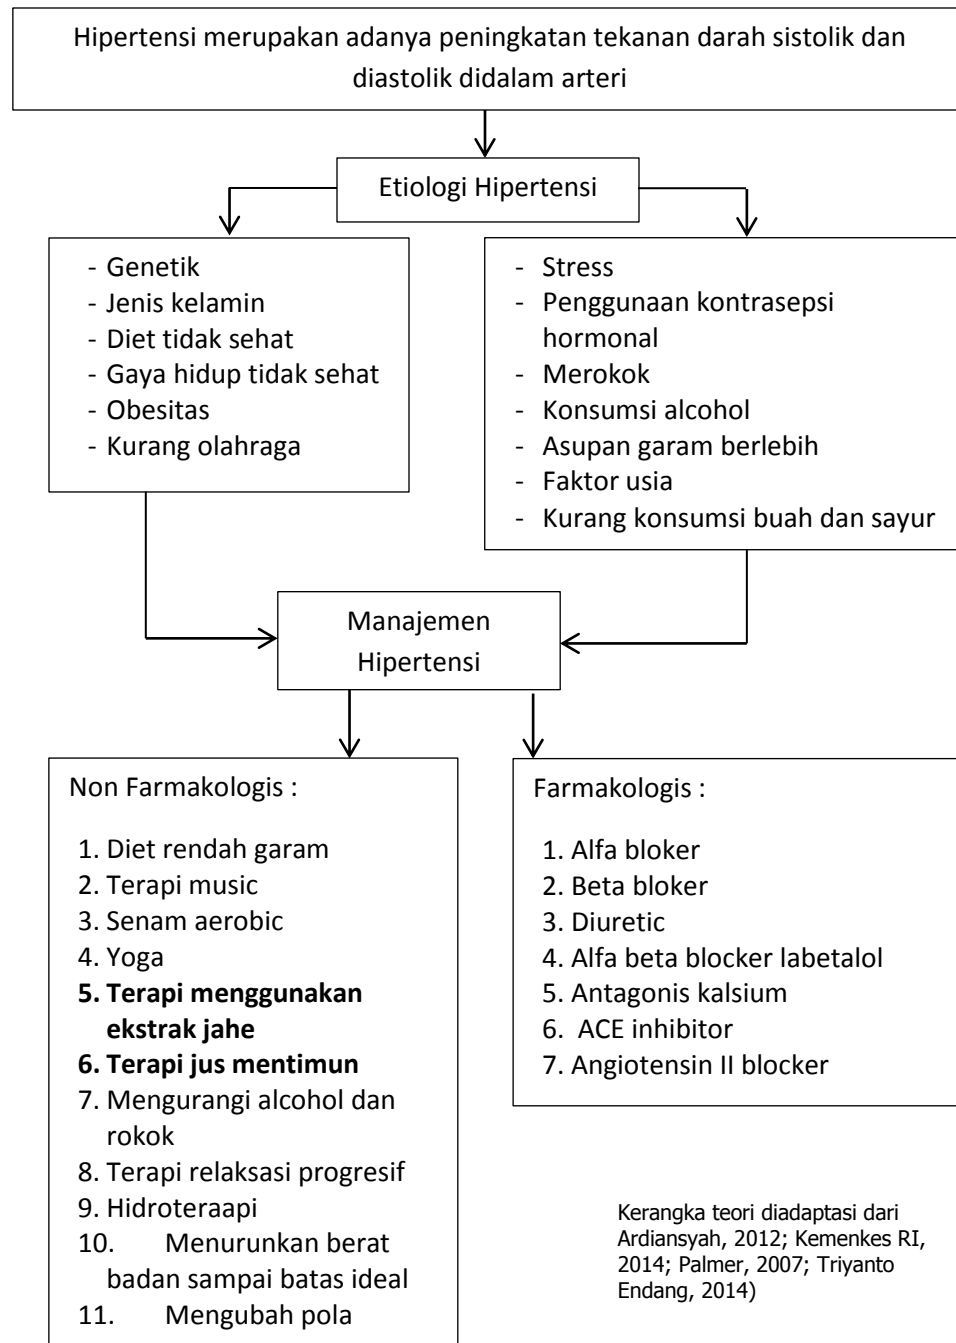 Hipertensi merupakan adanya peningkatan tekanan darah sistolik dan
diastolik didalam arteri
Etiologi Hipertensi
- Genetik
- Jenis kelamin
- Diet tidak sehat
- Gaya hidup tidak sehat
- Obesitas
- Kurang olahraga
- Stress
- Penggunaan kontrasepsi
hormonal
- Merokok
- Konsumsi alcohol
- Asupan garam berlebih
- Faktor usia
- Kurang konsumsi buah dan sayur
Manajemen
Hipertensi
Non Farmakologis :
1. Diet rendah garam
2. Terapi music
3. Senam aerobic
4. Yoga
5. Terapi menggunakan
ekstrak jahe
6. Terapi jus mentimun
7. Mengurangi alcohol dan
rokok
8. Terapi relaksasi progresif
9. Hidroteraapi
10. Menurunkan berat
badan sampai batas ideal
11. Mengubah pola
Farmakologis :
1. Alfa bloker
2. Beta bloker
3. Diuretic
4. Alfa beta blocker labetalol
5. Antagonis kalsium
6. ACE inhibitor
7. Angiotensin II blocker
Kerangka teori diadaptasi dari
Ardiansyah, 2012; Kemenkes RI,
2014; Palmer, 2007; Triyanto
Endang, 2014)